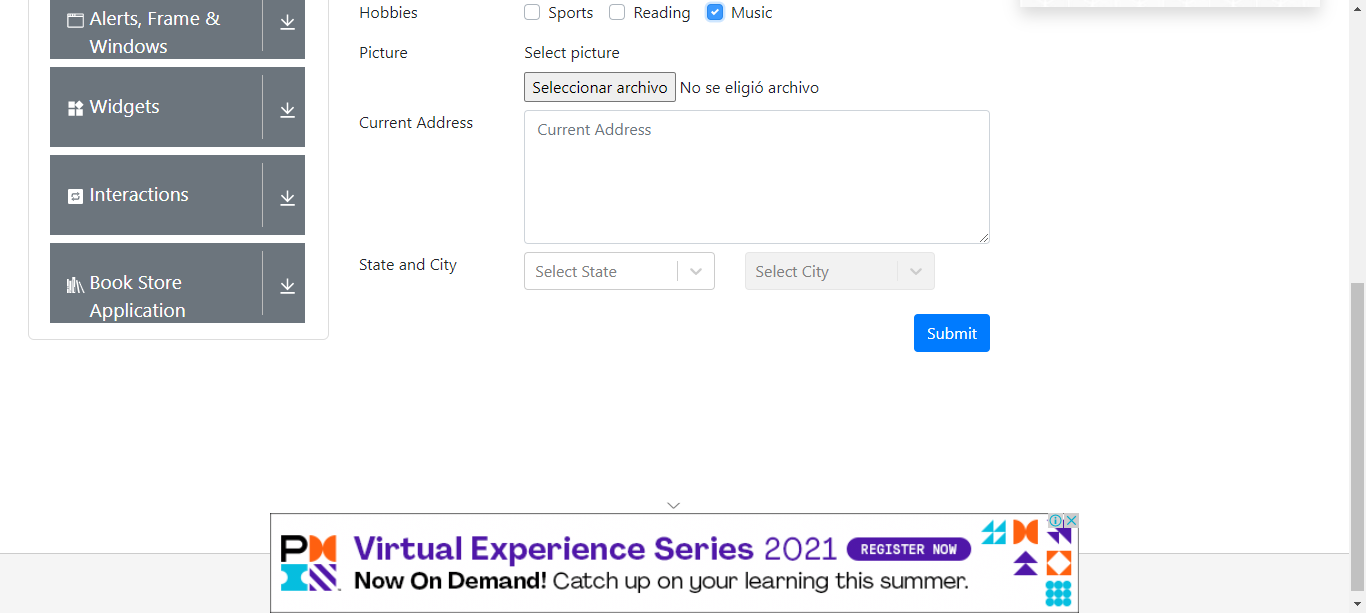 Alerts, Frame &
Windows
Widgets
Interactions
Book Store
Application
Hobbies
Sports Reading Music
Picture
Select picture
Seleccionar archivo No se eligió archivo
Current Address
Current Address
State and City
Select State Select City
Submit
PM
Virtual Experience Series 2021 REGISTER NOW
Now On Demand! Catch up on your learning this summer.